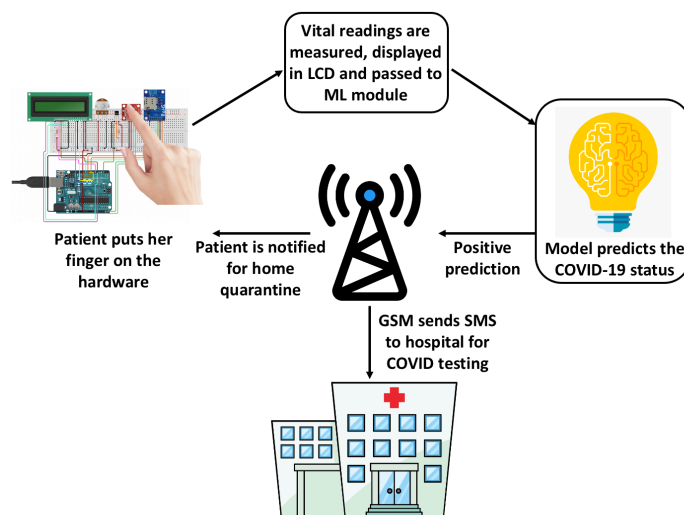 Vital readings are
measured, displayed
in LCD and passed to
ML module
Patient puts her
finger on the
hardware
Patient is notified
for home
quarantine
Positive
prediction
Model predicts the
COVID-19 status
GSM sends SMS
to hospital for
COVID testing